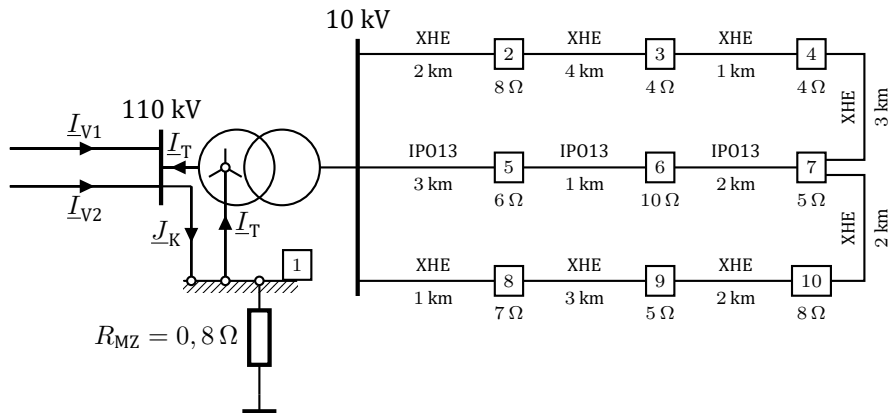 10 kV
XHE
2 km
2
8 Ω
XHE
4 km
3
4 Ω
XHE
1 km
4
4 Ω
XHE
3 km
110 kV
I_V1
I_V2
I_T
J_K
I_T
1
R_MZ = 0,8 Ω
IPO13
3 km
5
6 Ω
IPO13
1 km
6
10 Ω
IPO13
2 km
7
5 Ω
XHE
2 km
XHE
1 km
8
7 Ω
XHE
3 km
9
5 Ω
XHE
2 km
10
8 Ω